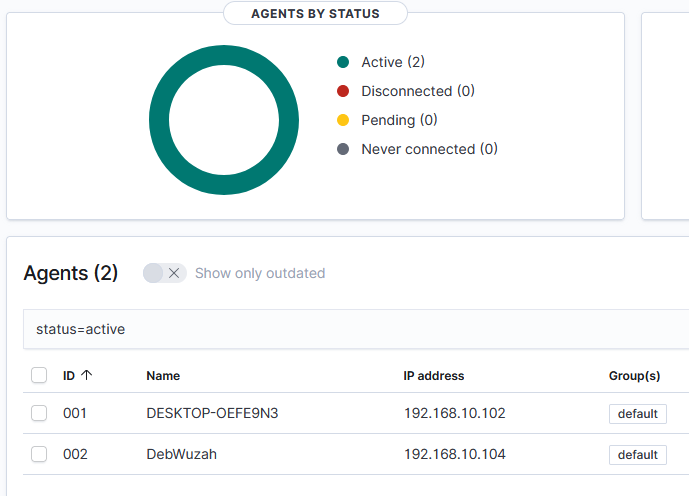 AGENTS BY STATUS
Active (2)
Disconnected (0)
Pending (0)
Never connected (0)
Agents (2) Show only outdated
status=active
ID Name IP address Group(s)
001 DESKTOP-OEFE9N3 192.168.10.102 default
002 DebWuzah 192.168.10.104 default